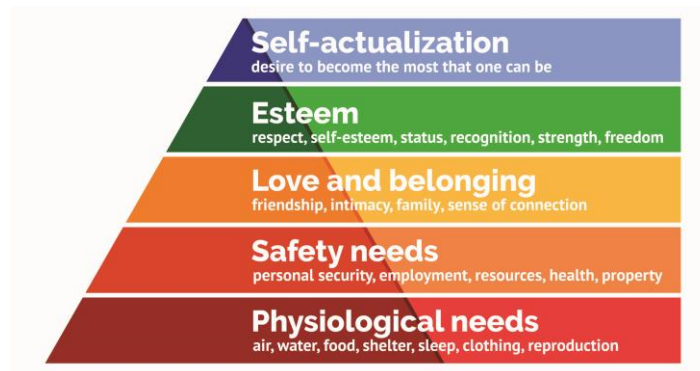 Self-actualization
desire to become the most that one can be
Esteem
respect, self-esteem, status, recognition, strength, freedom
Love and belonging
friendship, intimacy, family, sense of connection
Safety needs
personal security, employment, resources, health, property
Physiological needs
air, water, food, shelter, sleep, clothing, reproduction